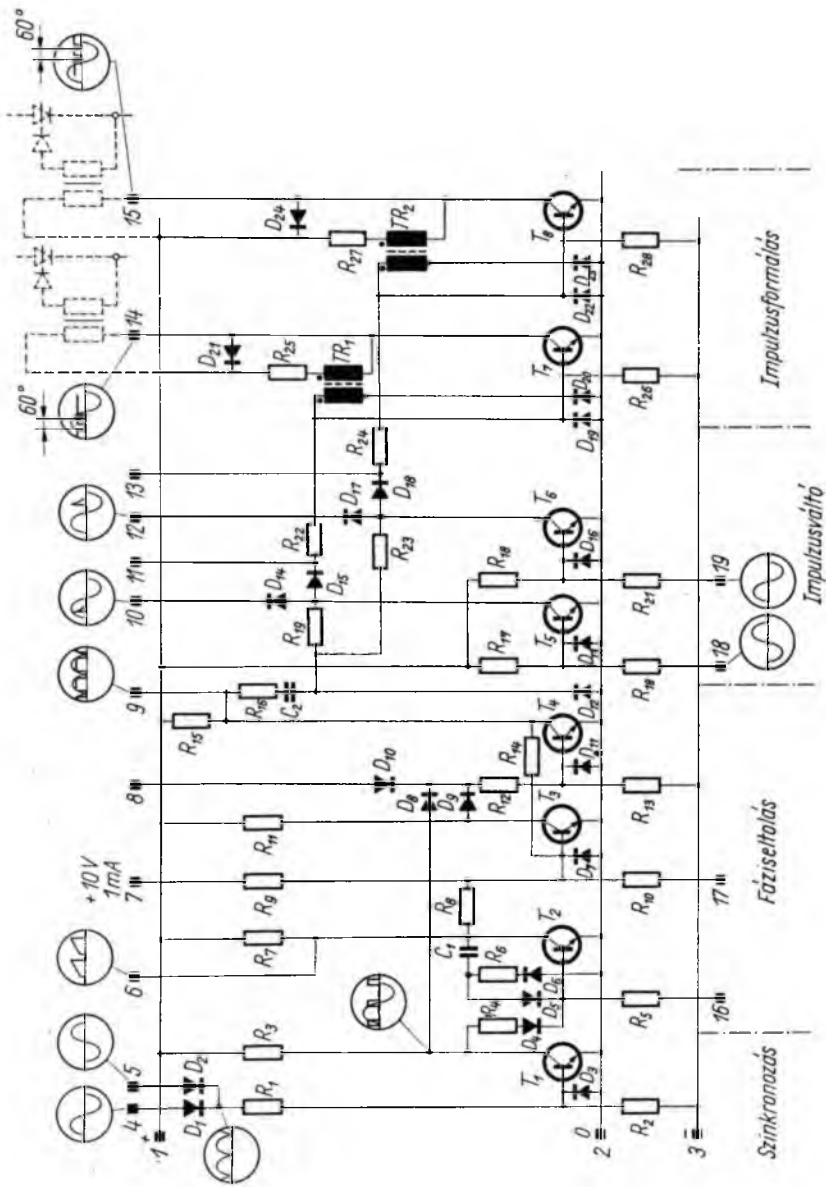 60°
60°
+10V
1mA
4
5
6
7
8
9
10
11
12
13
14
15
D1
D2
1
+
R1
R3
R7
R9
R11
R15
R16
C2
D10
D8
D9
R12
R14
R19
D14
D15
R22
D17
D18
R23
R24
D21
R25
TR1
D24
R27
TR2
R4
D4
D5
R6
D6
C1
R8
R17
R18
T1
T2
T3
T4
T5
T6
T7
T8
D3
D7
D11
D12
D16
D19
D20
D22
D23
0
2
R2
R5
R10
R13
R21
R26
R28
3
–
16
17
18
19
Szinkronozás
Fáziseltolás
Impulzusváltó
Impulzusformálás